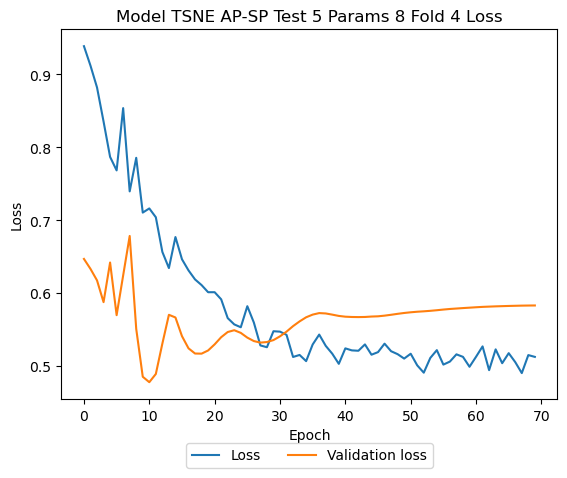 Model TSNE AP-SP Test 5 Params 8 Fold 4 Loss
0.9
0.8
0.7
0.6
0.5
Loss
0 10 20 30 40 50 60 70
Epoch
Loss Validation loss